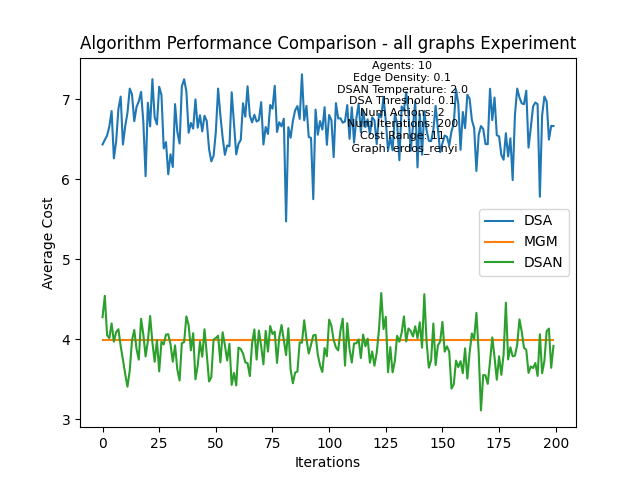 Algorithm Performance Comparison - all graphs Experiment
Agents: 10
Edge Density: 0.1
DSAN Temprature: 2.0
DSA Threshold: 0.1
Num Actions: 2
Num Iterations: 200
Cost Range: 11
Graph: erdos_renyi
Average Cost
7
6
5
4
3
DSA
MGM
DSAN
0
25
50
75
100
125
150
175
200
Iterations